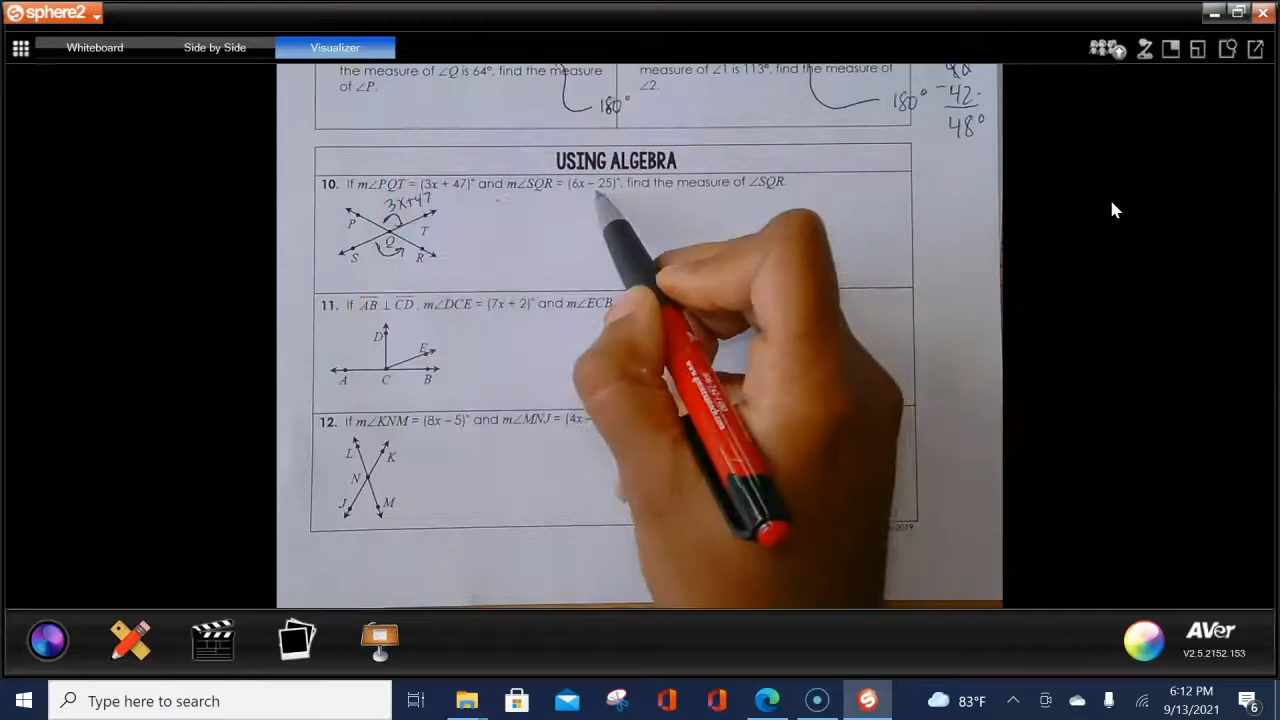 sphere2
Whiteboard Side by Side Visualizer
the measure of ∠Q is 64°, find the measure
of ∠P.
180°
measure of ∠1 is 113°, find the measure of
∠2.
180°
- 42
48°
USING ALGEBRA
10. If m∠PQT = (3x + 47)° and m∠SQR = (6x – 25)°, find the measure of ∠SQR.
3x+47
P
Q T
S R
11. If AB ⊥ CD, m∠DCE = (7x + 2)° and m∠ECB
D
E
A C B
12. If m∠KNM = (8x – 5)° and m∠MNJ = (4x
L K
N
J M
AVer
V2.5.2152.153
Type here to search
83°F
6:12 PM
9/13/2021
6